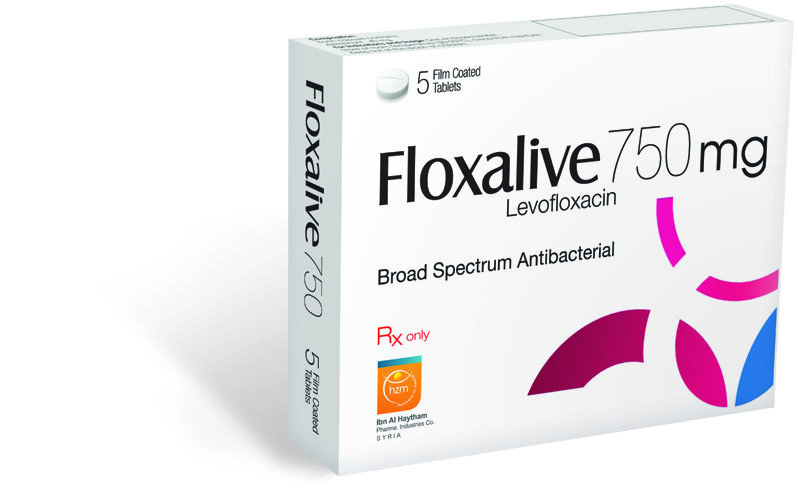 5 Film Coated
Tablets
Floxalive 750 mg
Levofloxacin
Broad Spectrum Antibacterial
Rx only
hzm
Ibn Al Haytham
Pharma. Industries Co.
SYRIA
Floxalive 750
5 Film Coated
Tablets
Composition: